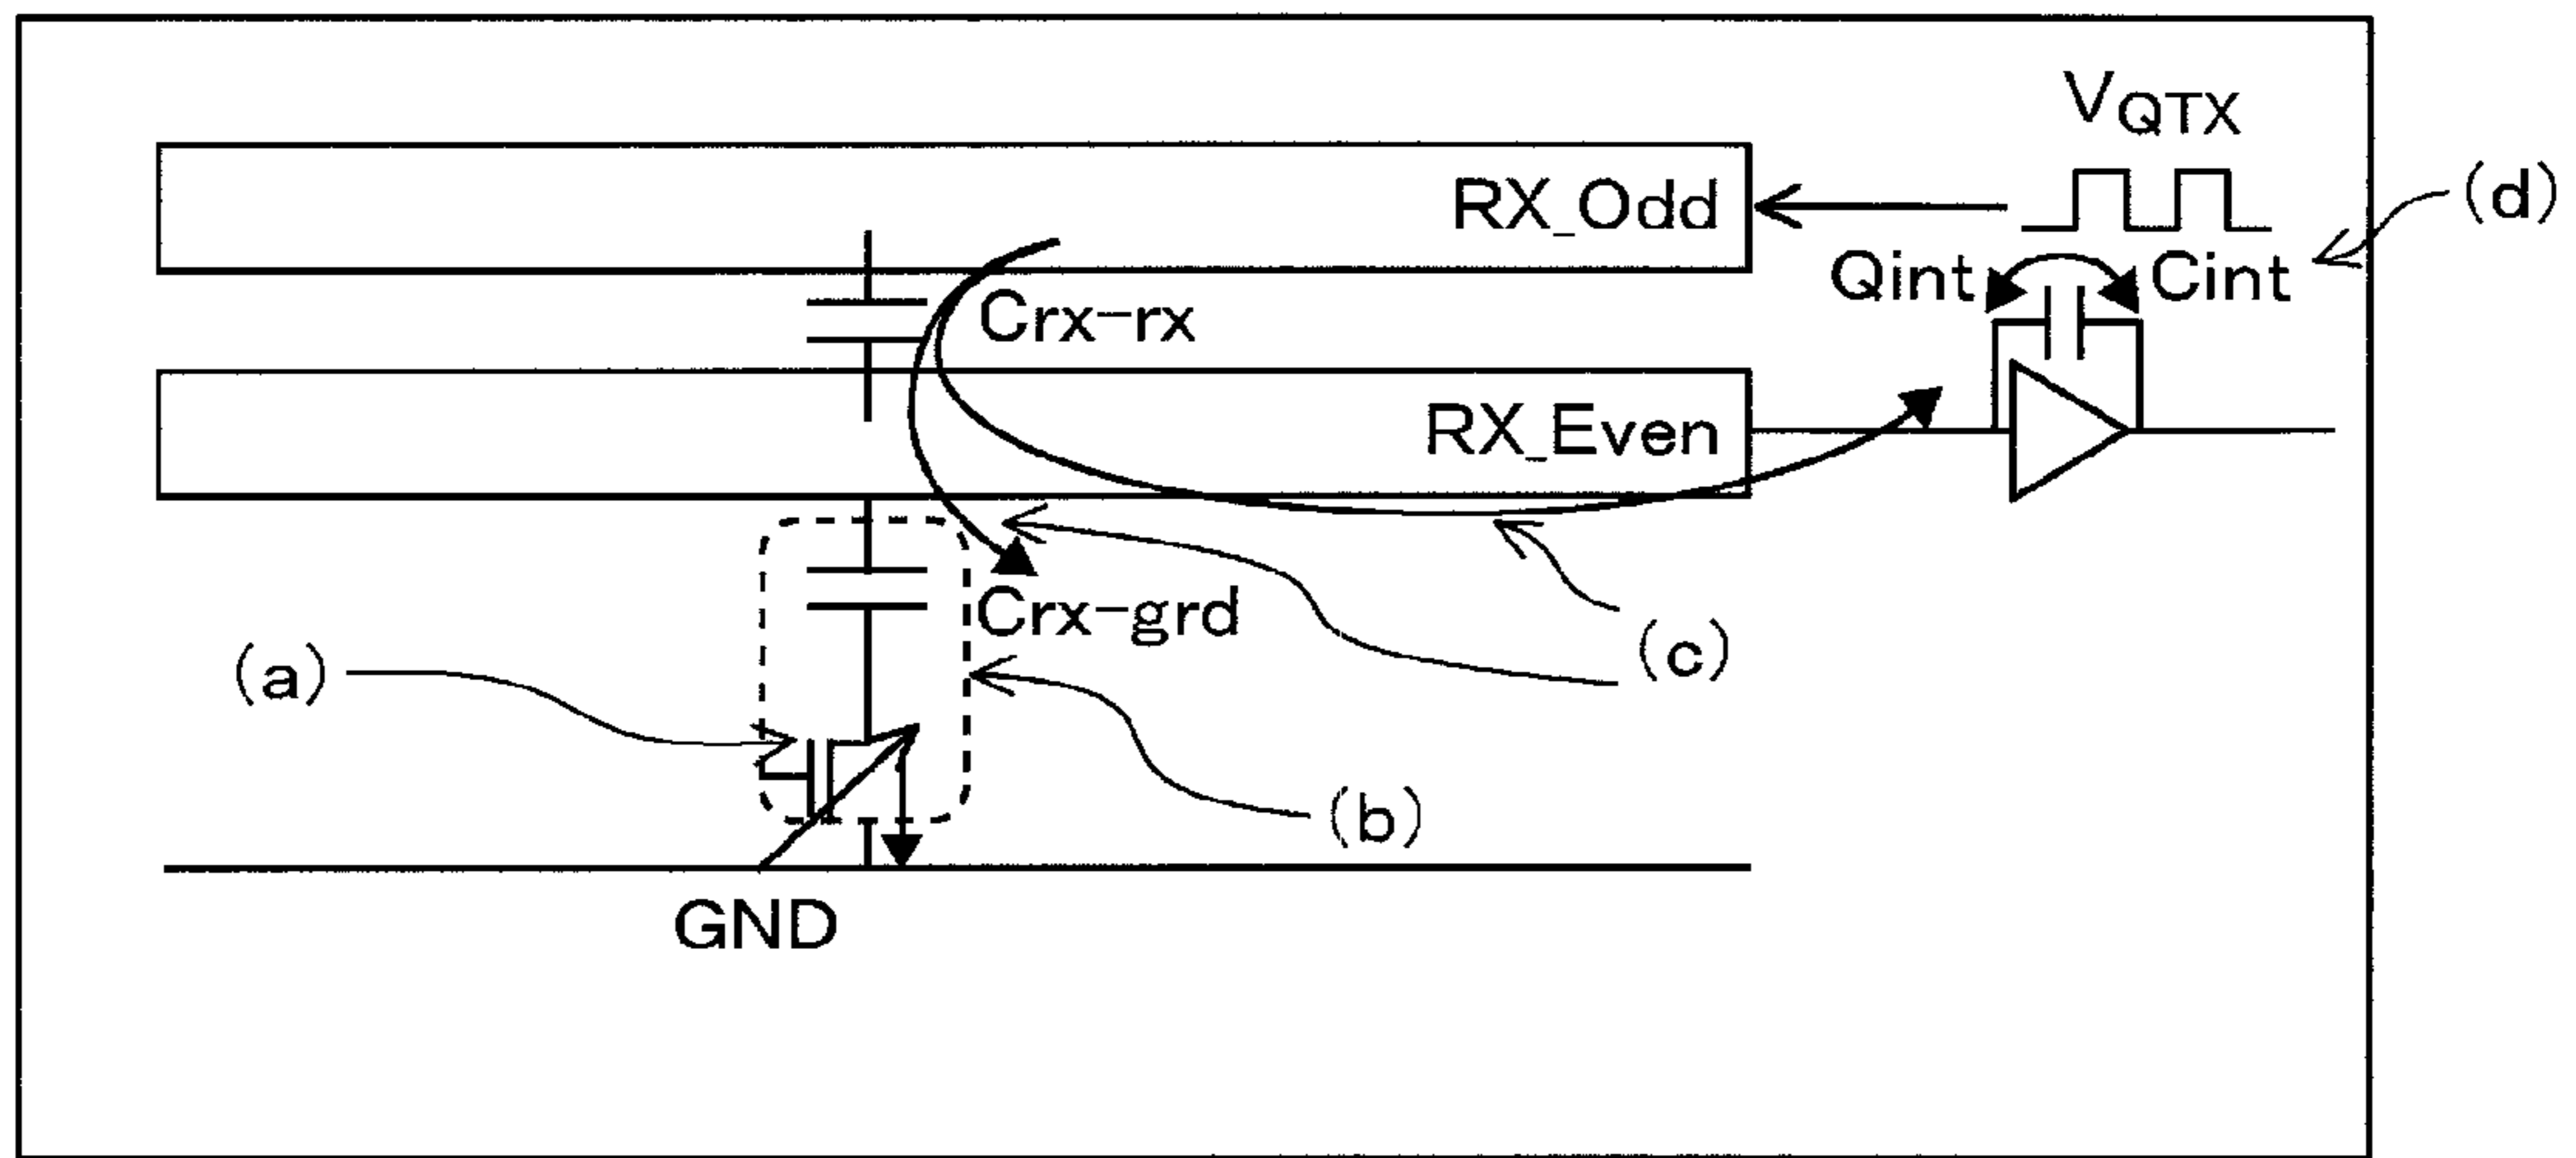 VQTX
RX_Odd
(d)
Qint
Cint
Crx-rx
RX_Even
Crx-grd
(c)
(a)
(b)
GND